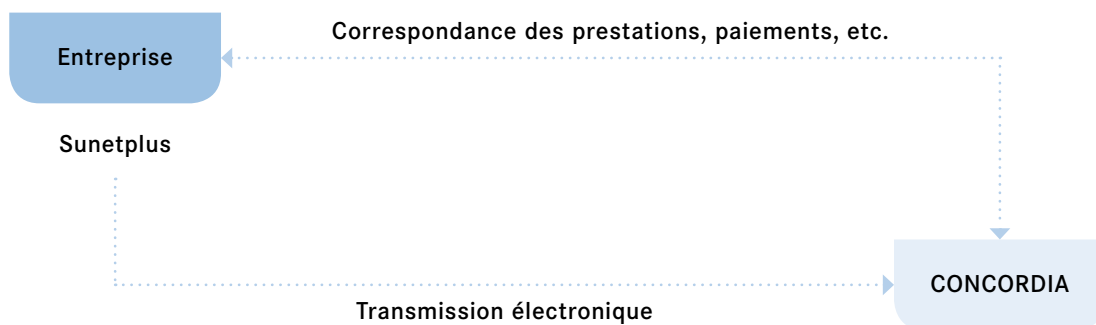 Correspondance des prestations, paiements, etc.
Entreprise
Sunetplus
CONCORDIA
Transmission électronique